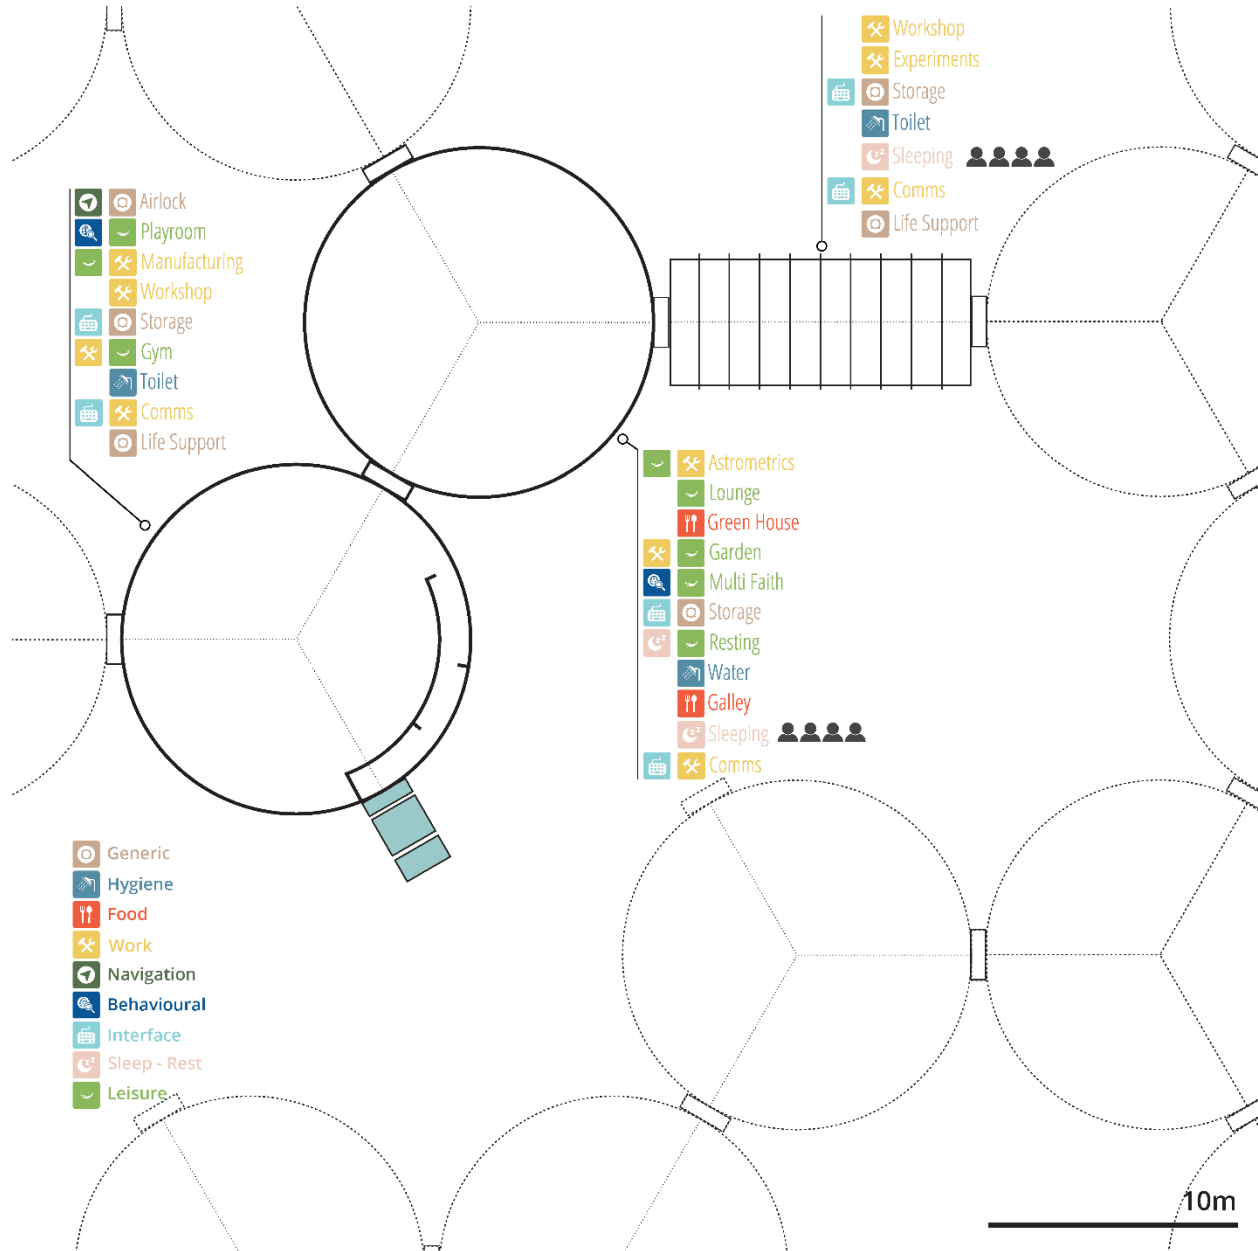 Workshop
Experiments
Storage
Toilet
Sleeping
Comms
Life Support
Airlock
Playroom
Manufacturing
Workshop
Storage
Gym
Toilet
Comms
Life Support
Astrometrics
Lounge
Green House
Garden
Multi Faith
Storage
Resting
Water
Galley
Sleeping
Comms
Generic
Hygiene
Food
Work
Navigation
Behavioural
Interface
Sleep - Rest
Leisure
10m